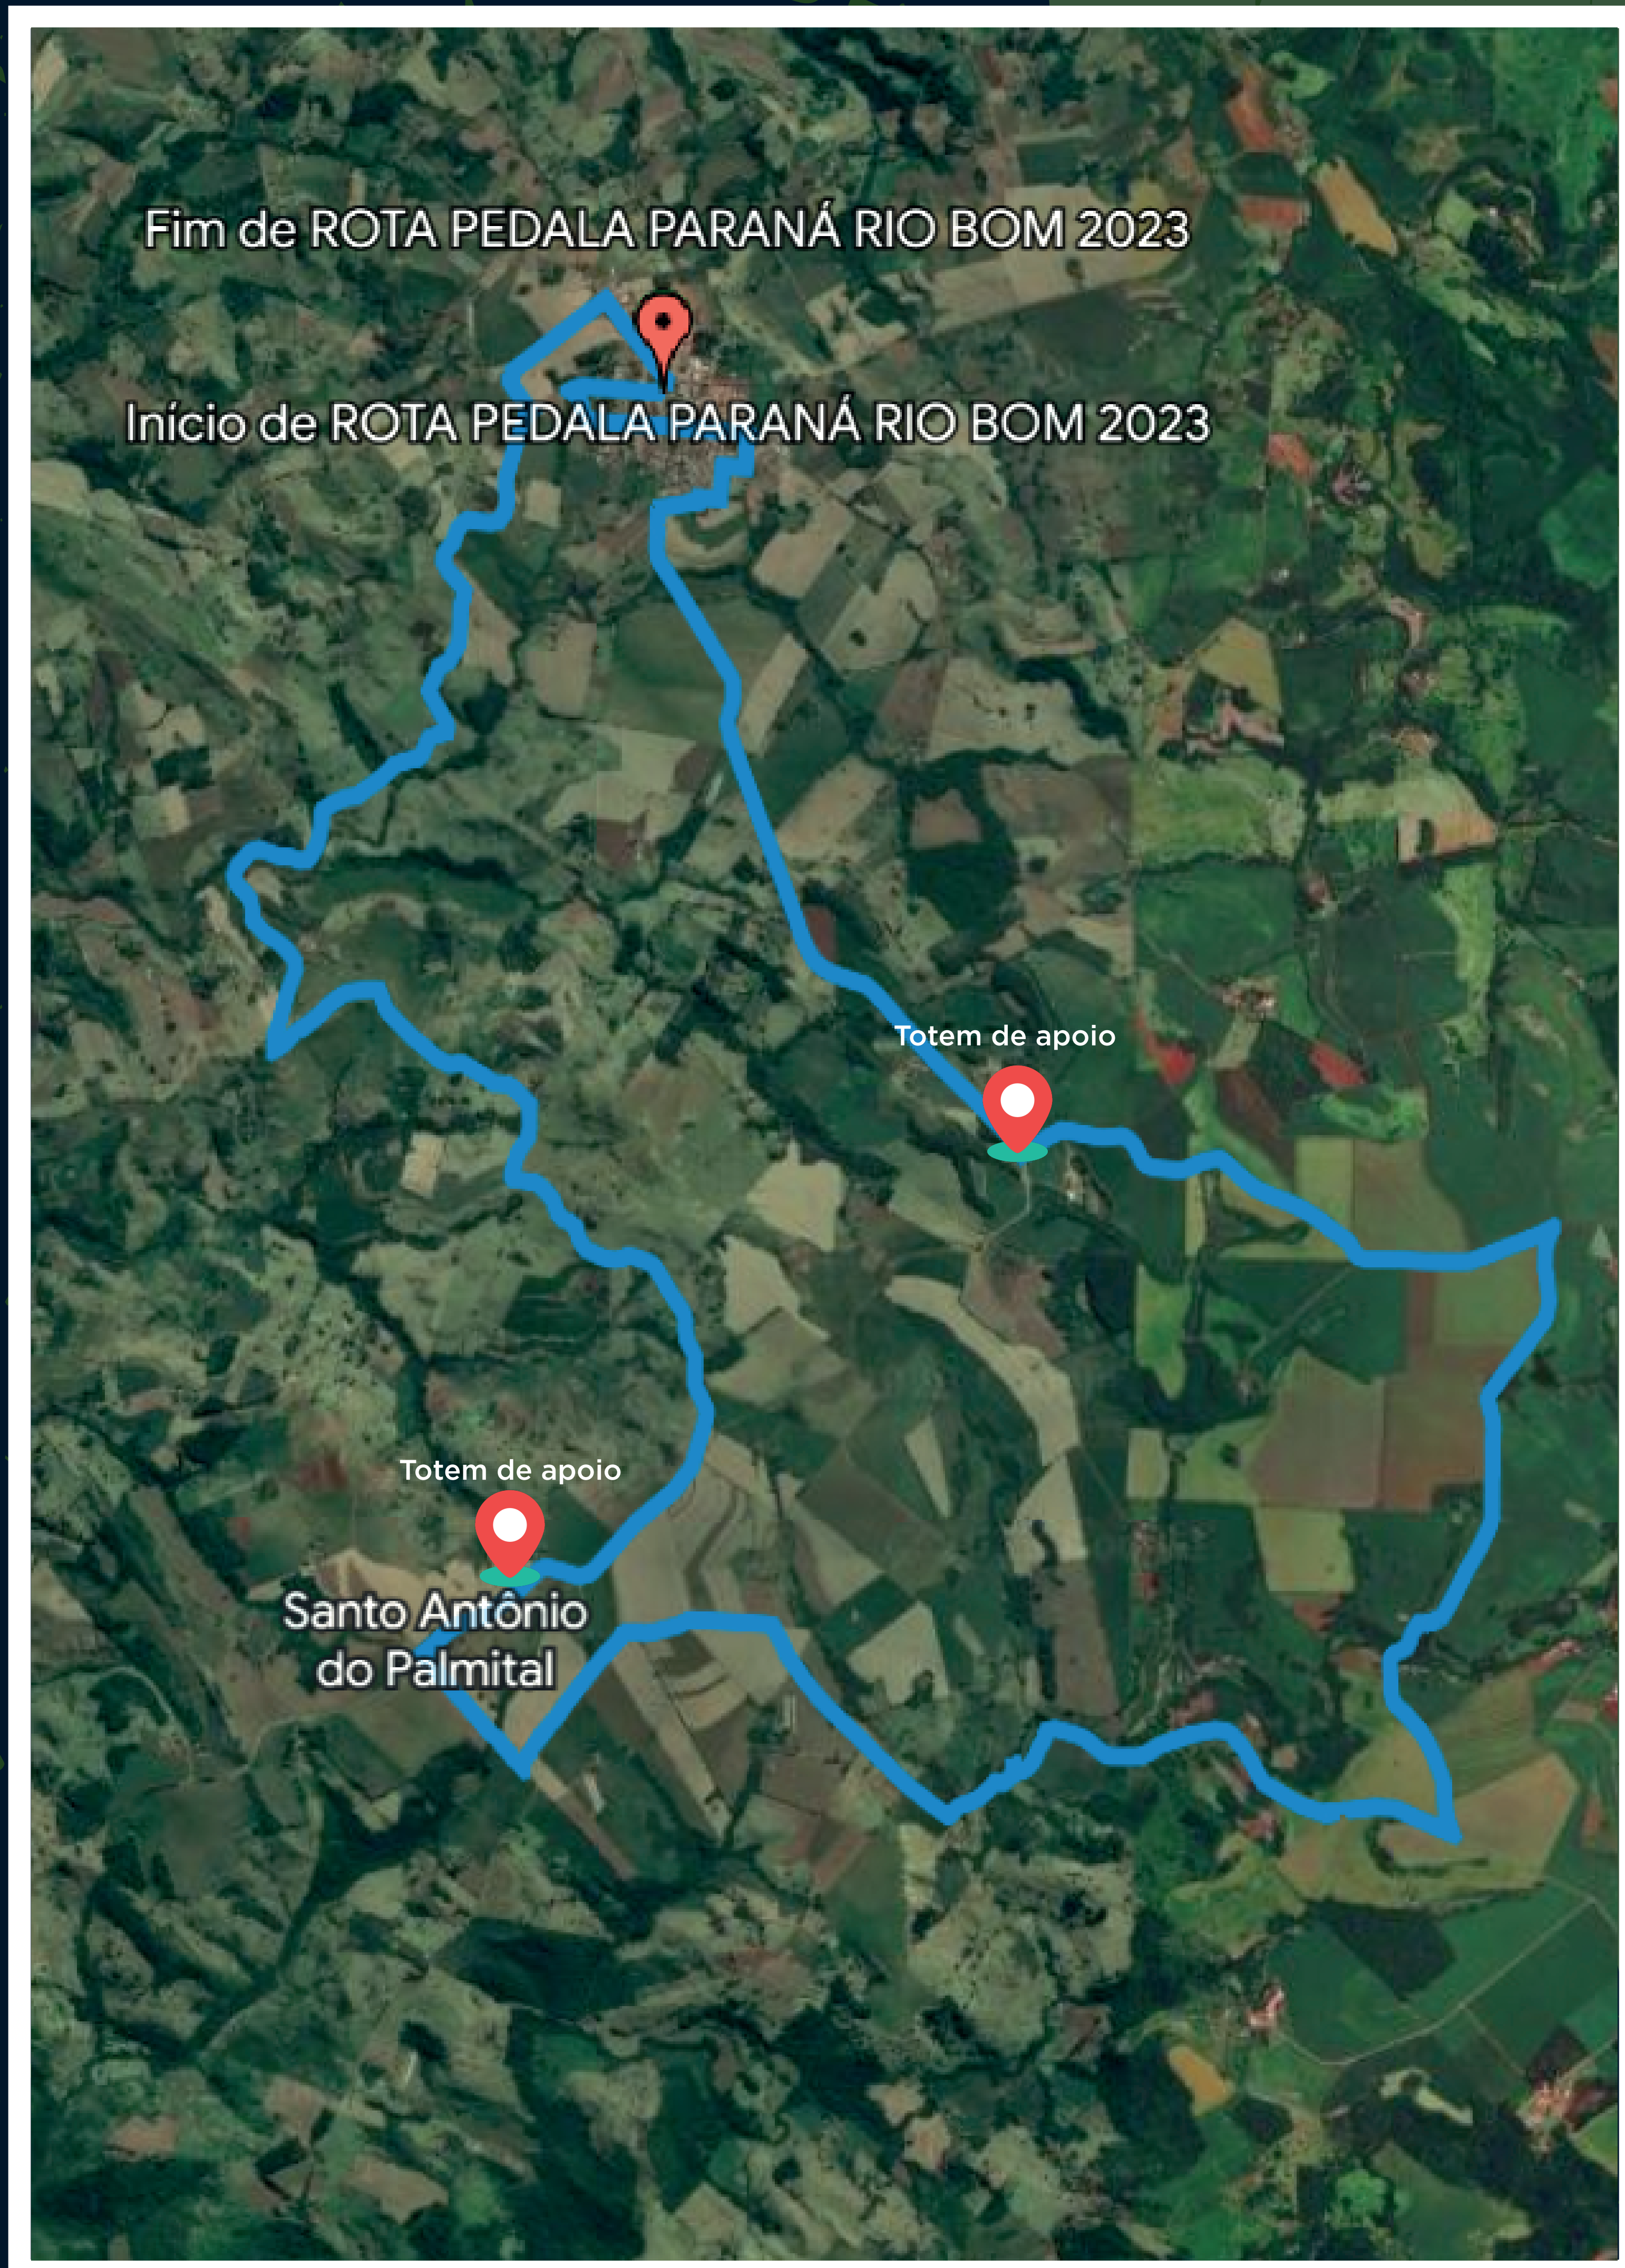 Fim de ROTA PEDALA PARANÁ RIO BOM 2023
Início de ROTA PEDALA PARANÁ RIO BOM 2023
Totem de apoio
Totem de apoio
Santo Antônio
do Palmital